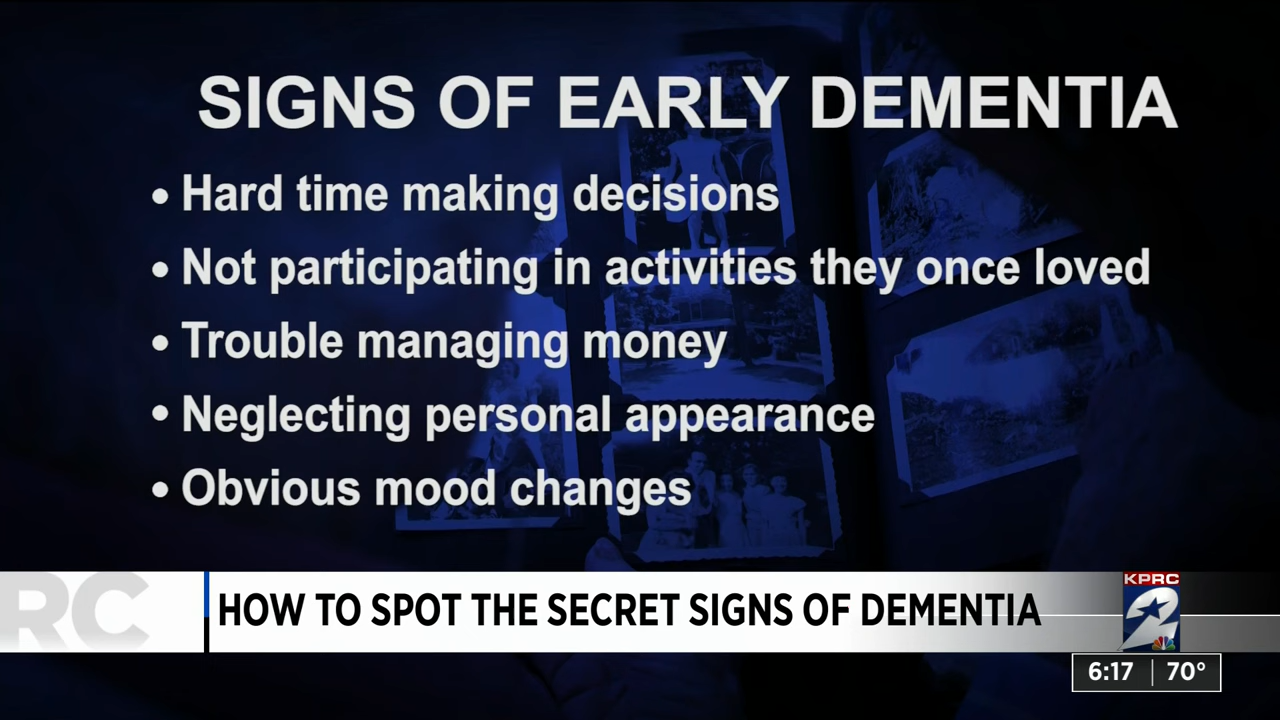 SIGNS OF EARLY DEMENTIA
• Hard time making decisions
• Not participating in activities they once loved
• Trouble managing money
• Neglecting personal appearance
• Obvious mood changes
RC
HOW TO SPOT THE SECRET SIGNS OF DEMENTIA
KPRC
2
6:17 70°